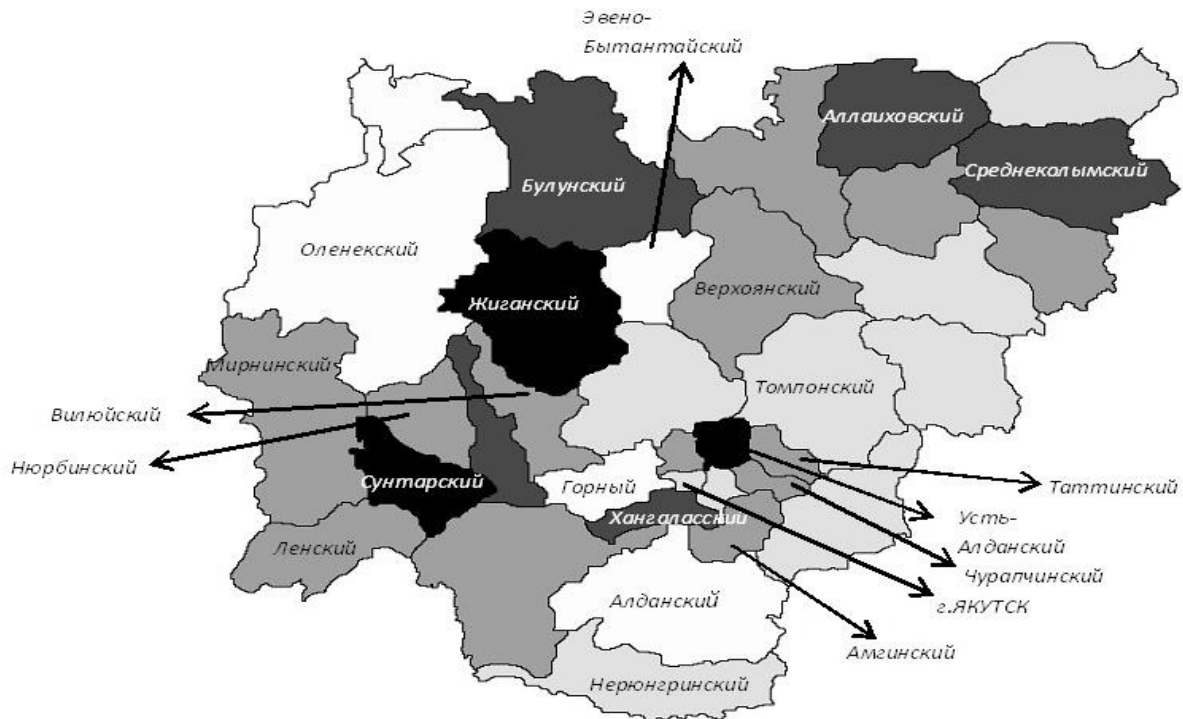 Эвено-
Бытантайский
Аллаиховский
Среднеколымский
Булунский
Оленекский
Жиганский
Верхоянский
Мирнинский
Томпонский
Вилюйский
Нюрбинский
Сунтарский
Горный
Таттинский
Хангаласский
Усть-
Алданский
Ленский
Чурапчинский
г.ЯКУТСК
Алданский
Амгинский
Нерюнгринский